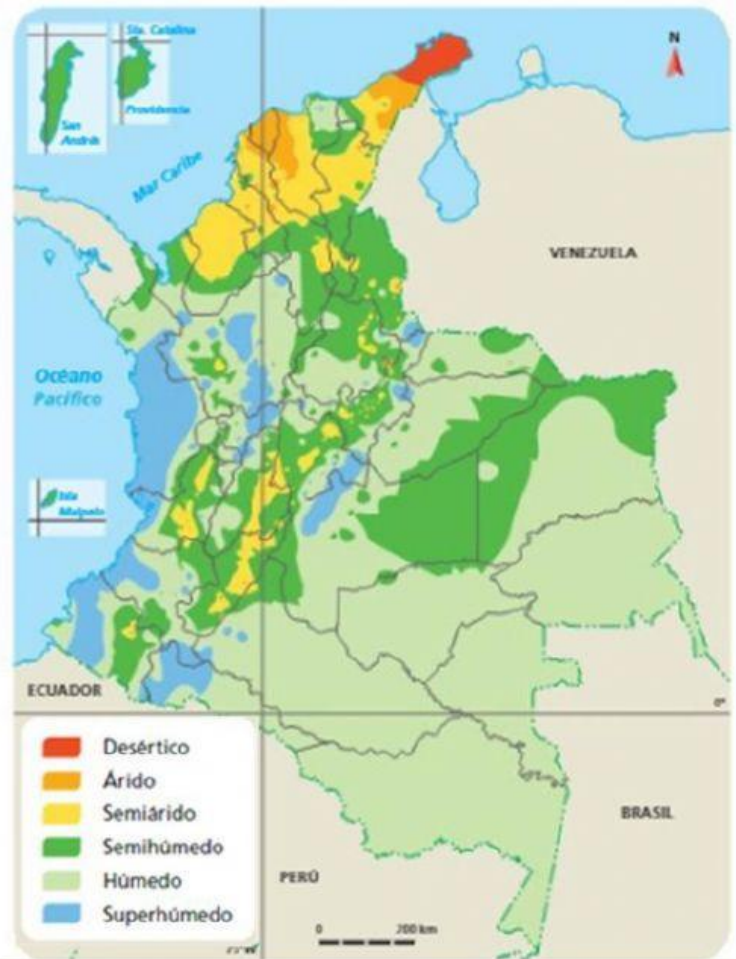 Sta. Catalina
Providencia
San
Andrés
N
Mar Caribe
VENEZUELA
Océano
Pacífico
Isla
Malpelo
ECUADOR
0°
Desértico
Árido
Semiárido
Semihúmedo
Húmedo
Superhúmedo
BRASIL
PERÚ
0 200 km